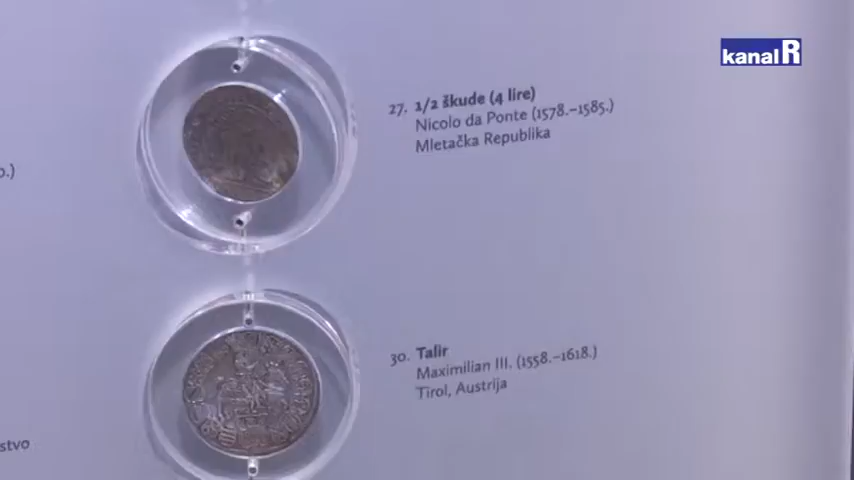 kanal R
27. 1/2 škude (4 lire)
Nicolo da Ponte (1578.–1585.)
Mletačka Republika
o.)
30. Talir
Maximilian III. (1558.–1618.)
Tirol, Austrija
stvo